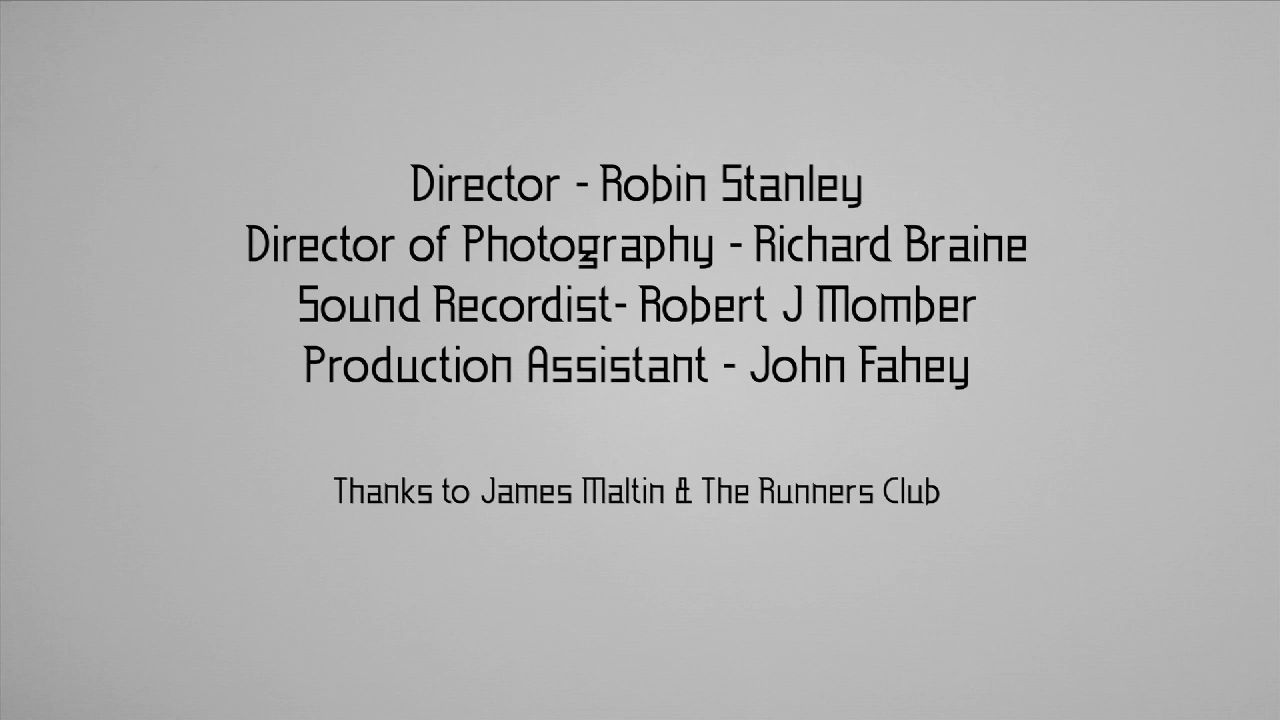 Director - Robin Stanley
Director of Photography - Richard Braine
Sound Recordist- Robert J Momber
Production Assistant - John Fahey
Thanks to James Maltin & The Runners Club